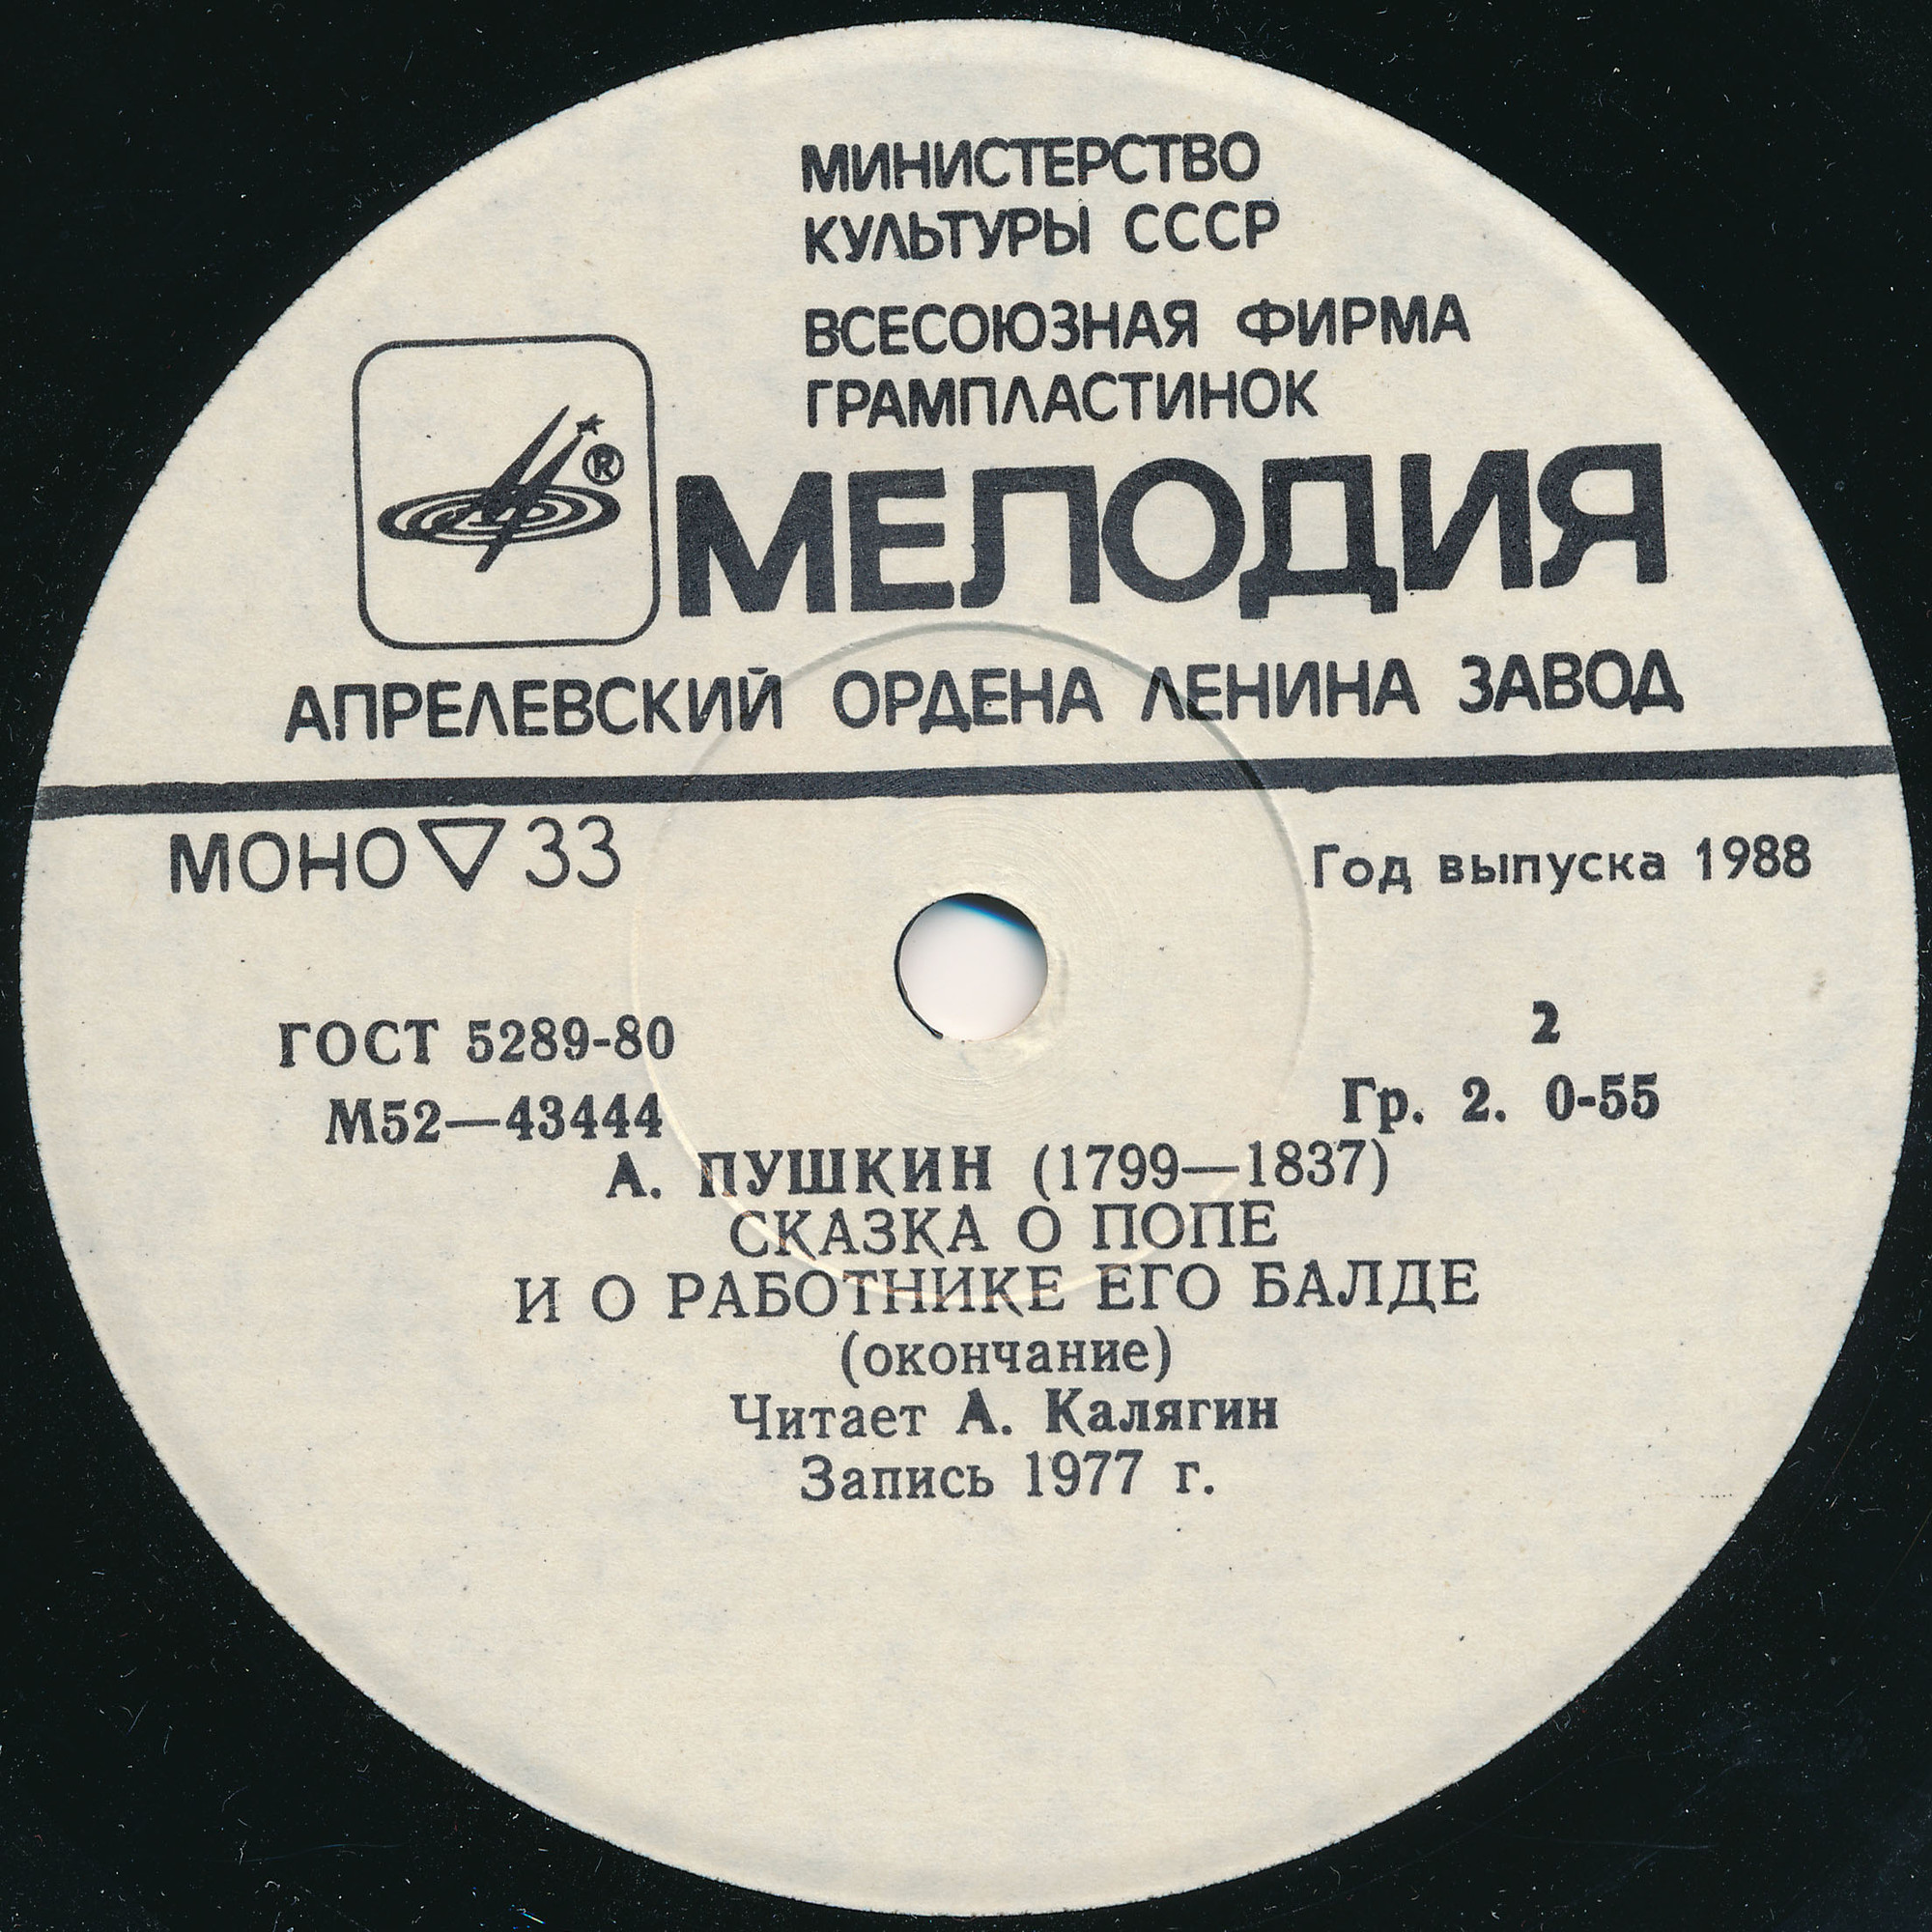 МИНИСТЕРСТВО
КУЛЬТУРЫ СССР
ВСЕСОЮЗНАЯ ФИРМА
ГРАМПЛАСТИНОК
®
МЕЛОДИЯ
АПРЕЛЕВСКИЙ ОРДЕНА ЛЕНИНА ЗАВОД
МОНО ▽ 33
Год выпуска 1988
ГОСТ 5289-80
2
М52—43444
Гр. 2. 0-55
А. ПУШКИН (1799—1837)
СКАЗКА О ПОПЕ
И О РАБОТНИКЕ ЕГО БАЛДЕ
(окончание)
Читает А. Калягин
Запись 1977 г.